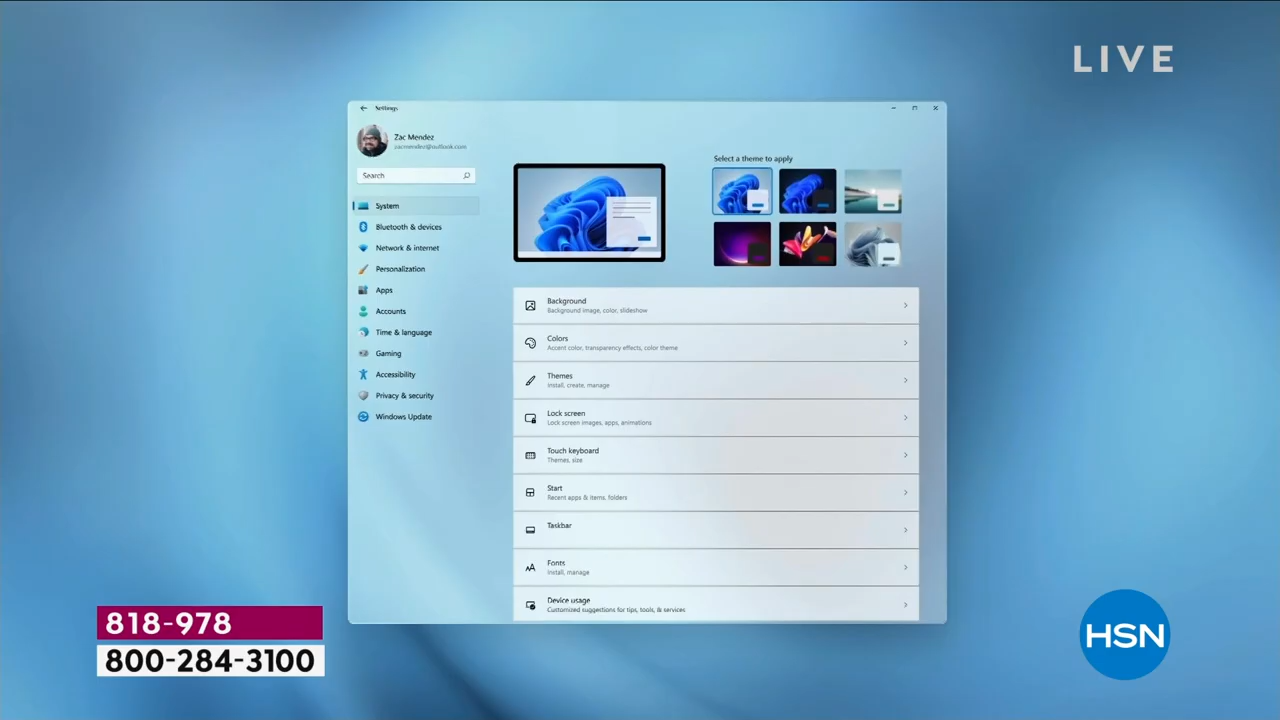 LIVE
Settings
Zac Mendez
zacmendez@outlook.com
Search
System
Bluetooth & devices
Network & internet
Personalization
Apps
Accounts
Time & language
Gaming
Accessibility
Privacy & security
Windows Update
Select a theme to apply
Background
Background image, color, slideshow
Colors
Accent color, transparency effects, color theme
Themes
Install, create, manage
Lock screen
Lock screen images, apps, animations
Touch keyboard
Themes, size
Start
Recent apps & items, folders
Taskbar
Fonts
Install, manage
Device usage
Customized suggestions for tips, tools, & services
818-978
800-284-3100
HSN